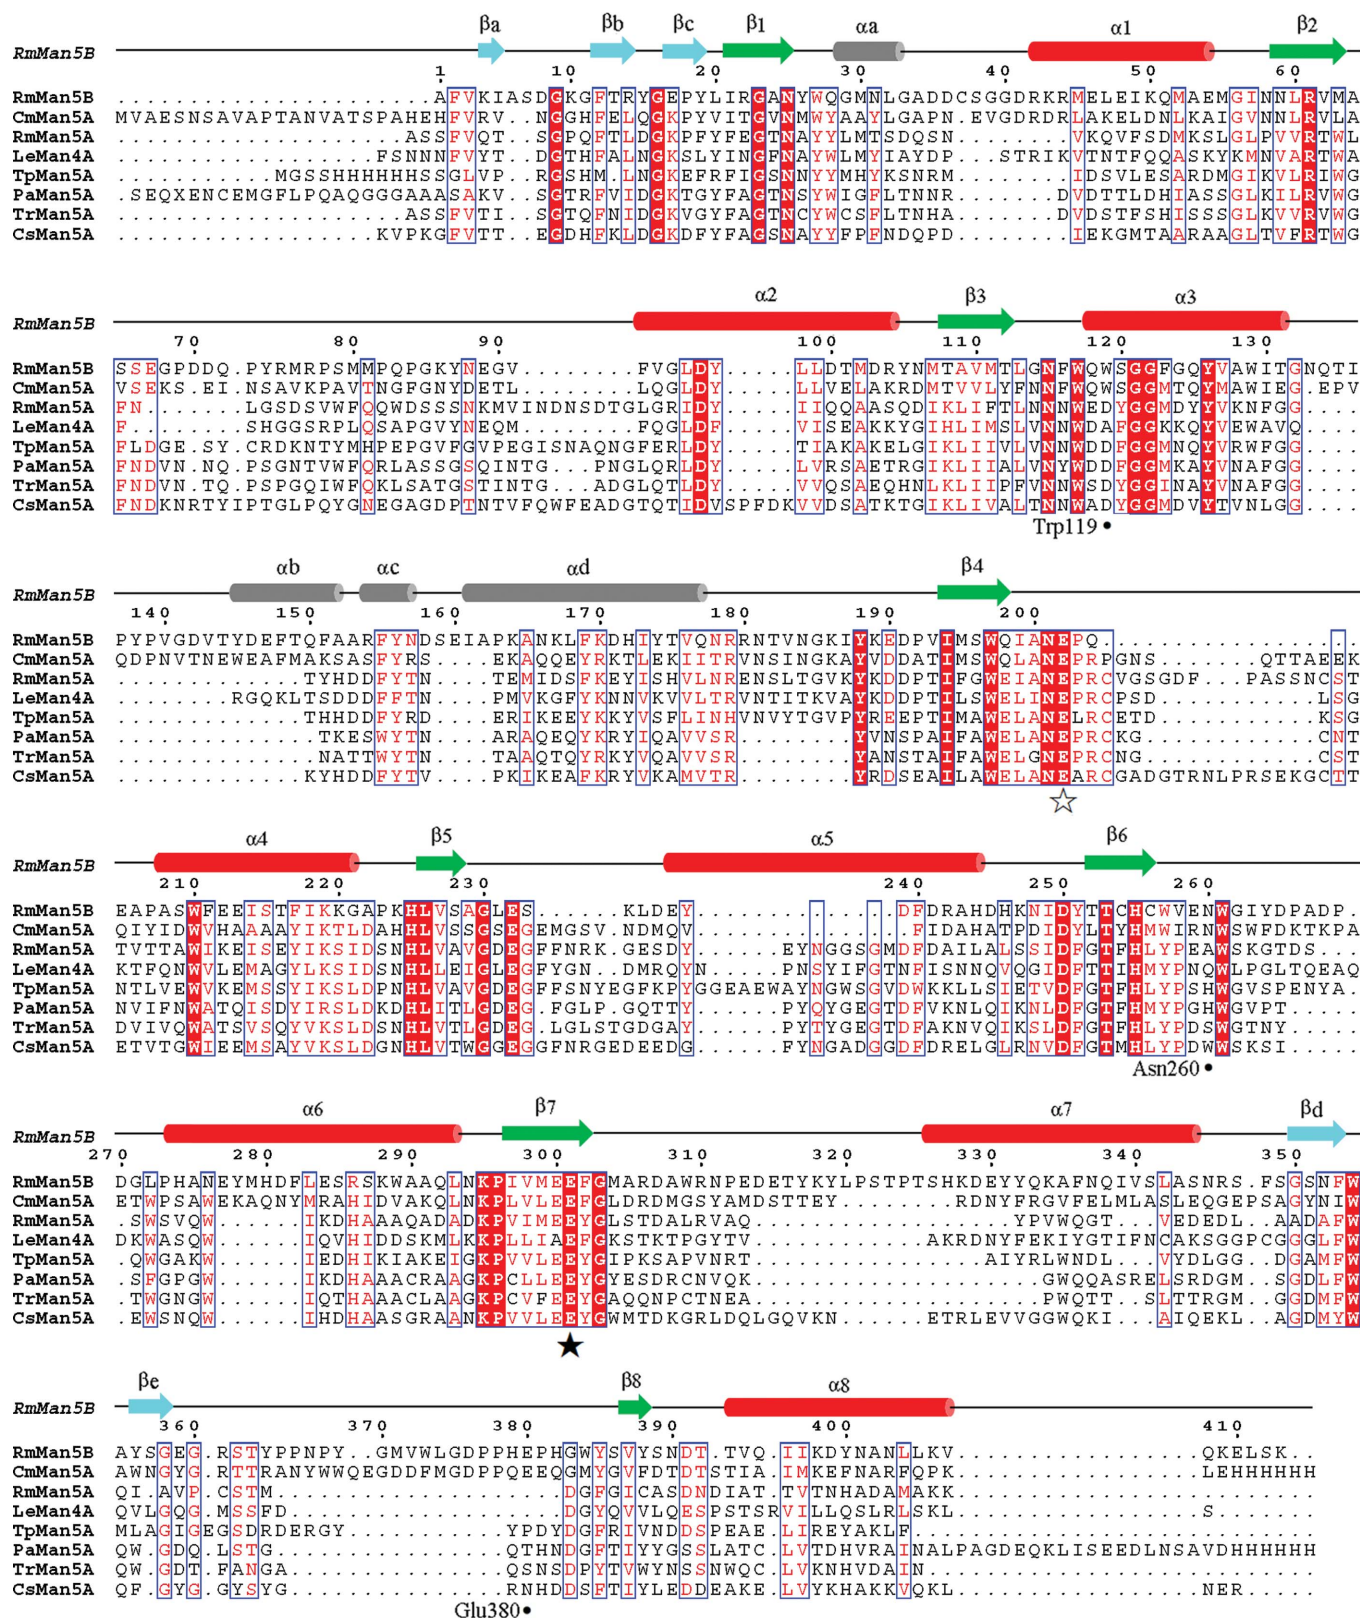 βa βb βc β1 αa α1 β2
RmMan5B
1 10 20 30 40 50 60
RmMan5B .......................AFVKIASDGKGFTRYGEPYLIRGANYWQGMNLGADDCSGGDRKRMELEIKQMAEMGINNLRVMA
CmMan5A MVAESNSAVAPTANVATSPAHEHFVRV..NGGHFELQGKPYVITGVNMWYAAYLGAPN.EVGDRDRLAKELDNLKAIGVNNLRVLA
RmMan5A ....................ASSFVQT..SGPQFTLDGKPFYFEGTNAYYLMTSDQSN.......VKQVFSDMKSLGLPVVRTWG
LeMan4A ..................FSNNNFVYT..DGTHFALNGKSLYINGFNAYWLMYIAYDP...STRIKVTNTFQQASKYKMNVARTWA
TpMan5A ...........MGSSHHHHHHSSGLVP..RGSHM.LNGKEFRFIGSNNYYMHYKSNRM.......IDSVLESARDMGIKVLRIWG
PaMan5A .SEQXENCEMGFLPQAQGGGAAASAKV..SGTRFVIDGKTGYFAGTNSYWIGFLTNNR......DVDTTLDHIASSGLKILRVWG
TrMan5A ....................ASSFVTI..SGTQFNIDGKVGYFAGTNCYWCSFLTNHA......DVDSTFSHISSSGLKVVRVWG
CsMan5A ..................KVPKGFVTT..EGDHFKLDGKDFYFAGSNAYYFPFNDQPD.......IEKGMTAARAAGLTVFRTWG
α2 β3 α3
RmMan5B
70 80 90 100 110 120 130
RmMan5B SSEGPDDQ.PYRMRPSMMPQPGKYNEGV.......FVGLDY.....LLDTMDRYNMTAVMTLGNFWQWSGGFGQYVAWITGNQTI
CmMan5A VSEKS.EI.NSAVKPAVTNGFGNYDETL.......LQGLDY.....LLVELAKRDMTVVLYFNNFWQWSGGMTQYMAWIEG.EPV
RmMan5A FN......LGSDSVWFQQWDSSSNKMVINDNSDTGLGRIDY.....IIQQAASQDIKLIFTLNNNWEDYGGMDYYVKNFGG....
LeMan4A F.......SHGGSRPLQSAPGVYNEQM........FQGLDF.....VISEAKKYGIHLIMSLVNNWDAFGGKKQYVEWAVQ....
TpMan5A FLDGE.SY.CRDKNTYMHPEPGVFGVPEGISNAQNGFERLDY.....TIAKAKELGIKLIIVLVNNWDDFGGMNQYVRWFGG....
PaMan5A FNDVN.NQ.PSGNTVWFQRLASSGSQINTG...PNGLQRLDY.....LVRSAETRGIKLIIALVNYWDDFGGMKAYVNAFGG....
TrMan5A FNDVN.TQ.PSPGQIWFQKLSATGSTINTG...ADGLQTLDY.....VVQSAEQHNLKLIIPFVNNWSDYGGINAYVNAFGG....
CsMan5A FNDKNRTYIPTGLPQYGNEGAGDPTNTVFQWFEADGTQTIDVSPFDKVVDSATKTGIKLIVALTNNWADYGGMDVYTVNLGG....
Trp119 •
αb αc αd β4
RmMan5B
140 150 160 170 180 190 200
RmMan5B PYPVGDVTYDEFTQFAARFYNDSEIAPKANKLFKDHIYTVQNRRNTVNGKIYKEDPVIMSWQIANEPQ...............
CmMan5A QDPNVTNEWEAFMAKSASFYRS....EKAQQEYRKTLEKIITRVNSINGKAYVDDATIMSWQLANEPRPGNS......QTTAEEK
RmMan5A .............TYHDDFYTN....TEMIDSFKKYISHVLNRENSLTGVKYKDDPTIFGWEIANEPRCVGSGDF...PASSNCST
LeMan4A .......RGQKLTSDDDFFTN....PMVKGFYKNNVKVVLTRVNTITKVAYKDDPTILSWELINEPRCPSD..........LSG
TpMan5A .............THHDDFYRD....ERIKEEYKKYVSFLINHVNVYTGVPYREEPTIMAWELANELRCETD..........KSG
PaMan5A .............TKESWYTN....ARAQEQYKRYIQAVVSR........YVNSPAIFAWELANEPRCKG...........CNT
TrMan5A .............NATTWYTN....TAAQTQYRKYVQAVVSR........YANSTAIFAWELGNEPRCNG...........CNT
CsMan5A .............KYHDDFYTV....PKIKEAFKRYVKAMVTR........YRDSEAILAWELANEARCGADGTRNLPRSEKGCTT
☆
α4 β5 α5 β6
RmMan5B
210 220 230 240 250 260
RmMan5B EAPASWFEEISTFIKKGAPKHLVSAGLES.....KLDEY............DFDRAHDHKNIDYTTCHCWVENWGIYDPADP.
CmMan5A QIYIDWVHAAAAYIKTLDAHHLVSSGSEGEMGSV.NDMQV.............FIDAHATPDIDYLTYHMWIRNWSWFDKTKPA
RmMan5A TVTTAWIKEISEYIKSIDSNHLVAVGDEGFFNRK.GESDY.....EYNGGSGMDFDAILALSSIDFGTFHLYPEAWSKGTDS..
LeMan4A KTFQNWVLEMAGYLKSIDSNHLLEIGLEGFYGN..DMRQYN.....PNSYIFGTNFISNNQVQGIDFTTIHMYPNQWLPGLTQEAQ
TpMan5A NTLVEWVKEMSSYIKSLDPNHLVAVGDEGFFSNYEGFKPYGGEAEWAYNGWSGVDWKKLLSIETVDFGTFHLYPSHWGVSPENYA.
PaMan5A NVIFNWATQISDYIRSLDKDHLITLGDEG.FGLP.GQTTY......PYQYGEGTDFVKNLQIKNLDFGTFHMYPGHWGVPT....
TrMan5A DVIVQWATSVSQYVKSLDSNHLVTLGDEG.LGLSTGDGAY......PYTYGEGTDFAKNVQIKSLDFGTFHLYPDSWGTNY....
CsMan5A ETVTGWIEEMSAYVKSLDGNHLVTWGGEGGFNRGEDEEDG......FYNGADGGDFDRELGLRNVDFGTMHLYPDWWSKSI.....
Asn260 •
α6 β7 α7 βd
RmMan5B
270 280 290 300 310 320 330 340 350
RmMan5B DGLPHANEYMHDFLESRSKWAAQLNKPIVMEEFGMARDAWRNPEDETYKYLPSTPTSHKDEYYQKAFNQIVSLASNRS.FSGSNFW
CmMan5A ETWPSAWEKAQNYMRAHIDVAKQLNKPLVLEEFGLDRDMGSYAMDSTTEY........RDNYFRGVFELMLASLEQGEPSAGYNIW
RmMan5A .SWSVQW......IKDHAAAQADADKPVIMEEYGLSTDALRVAQ..............YPVWQGT...VEDEDL..AADAFW
LeMan4A DKWASQW......IQVHIDDSKMLKKPLLIAEFGKSTKTPGYTV..........AKRDNYFEKIYGTIFNCAKSGGPCGGGLFW
TpMan5A .QWGAKW......IEDHIKIAKEIGKPVVLEEYGIPKSAPVNRT............AIYRLWNDL...VYDLGG..DGAMFW
PaMan5A .SFGPGW......IKDHAAACRAAGKPCLLEEYGYESDRCNVQK................GWQQASRELSRDGM..SGDLFW
TrMan5A .TWGNGW......IQTHAAACLAAGKPCVFEEYGAQQNPCTNEA................PWQTT..SLTTRGM..GGDMFW
CsMan5A .EWSNQW......IHDHAAASGRAANKPVVLEEYGWMTDKGRLDQLGQVKN......ETRLEVVGGWQKI...AIQEKL..AGDMYW
★
βe β8 α8
RmMan5B
360 370 380 390 400 410
RmMan5B AYSGEG.RSTYPPNPY..GMVWLGDPPHEPHGWYSVYSNDT.TVQ.IIKDYNANLLKV...............QKELSK..
CmMan5A AWNGYG.RTTRANYWWQEGDDFMGDPPQEEQGMYGVFDTDTSTIA.IMKEFNARFQPK...............LEHHHHHH
RmMan5A QI.AVP.CSTM..................DGFGICASDNDIAT.TVTNHADAMAKK.......................
LeMan4A QVLGQG.MSSFD.................DGYQVVLQESPSTSRVILLQSLRLSKL...............S.......
TpMan5A MLAGIGEGSDRDERGY..........YPDYDGFRIVNDDSPEAE.LIREYAKLF.........................
PaMan5A QW.GDQ.LSTG...............QTHNDGFTIYYGSSLATC.LVTDHVRAINALPAGDEQKLISEEDLNSAVDHHHHHH
TrMan5A QW.GDT.FANGA..............QSNSDPYTVWYNSSNWQC.LVKNHVDAIN........................
CsMan5A QF.GYG.GYSYG..............RNHDDSFTIYLEDDEAKE.LVYKHAKKVQKL...............NER.....
Glu380 •